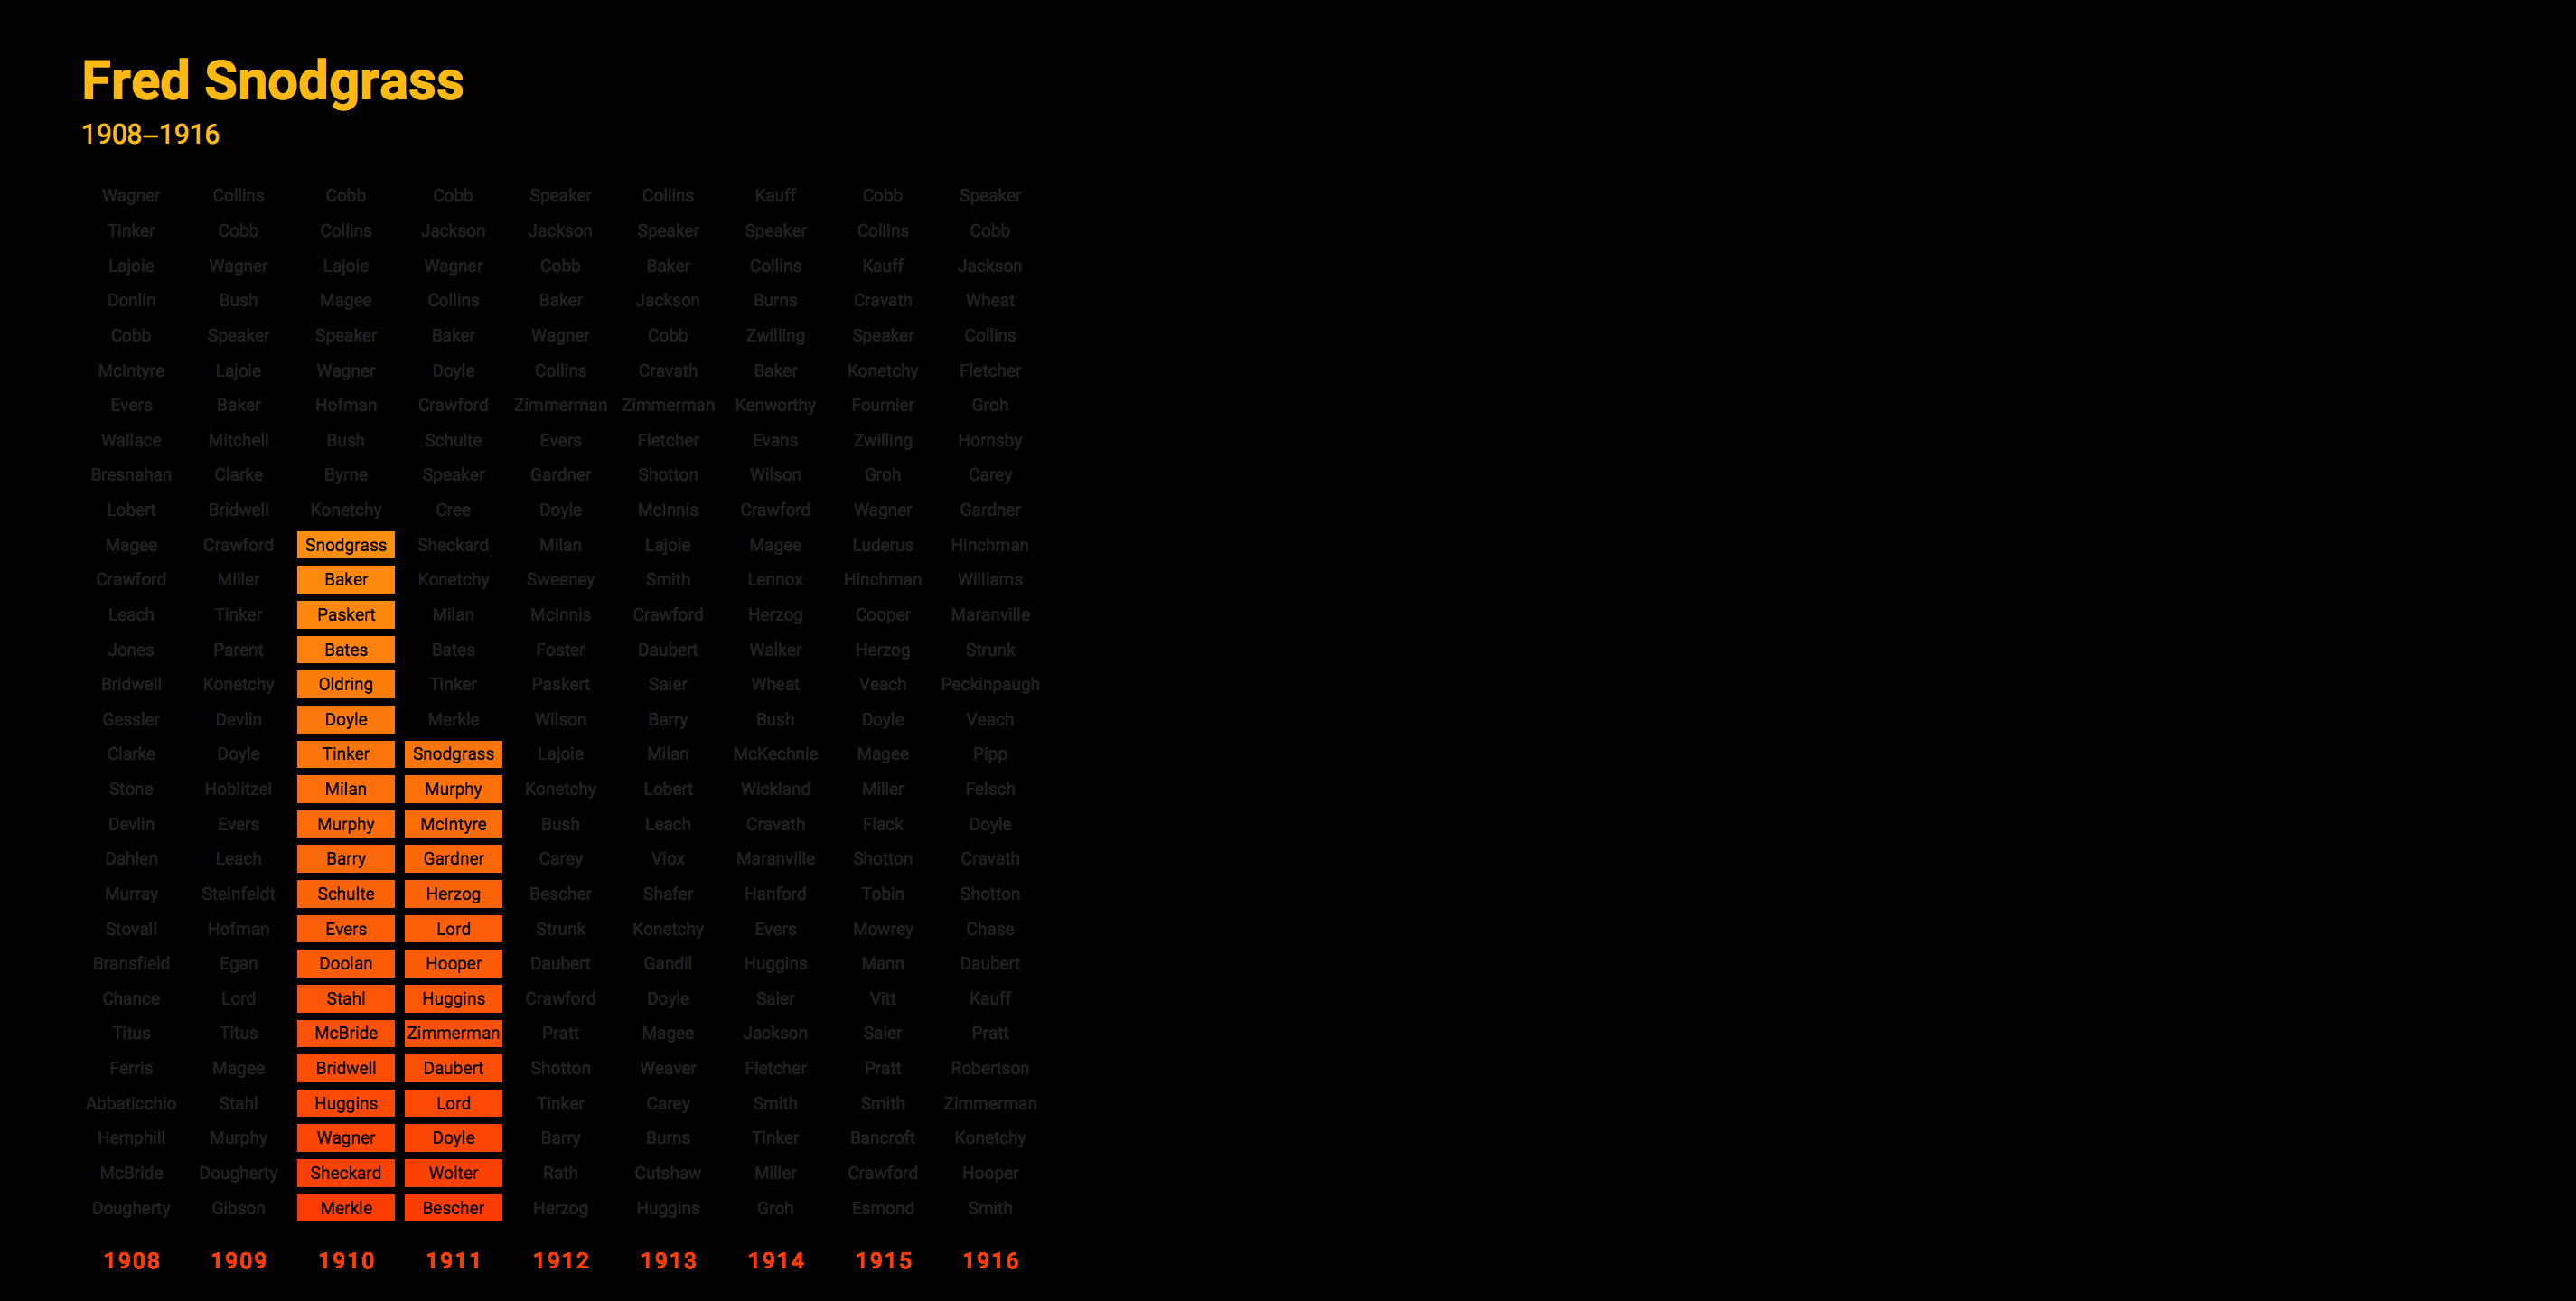 Fred Snodgrass
1908–1916
Wagner Collins Cobb Cobb Speaker Collins Kauff Cobb Speaker
Tinker Cobb Collins Jackson Jackson Speaker Speaker Collins Cobb
Lajoie Wagner Lajoie Wagner Cobb Baker Collins Kauff Jackson
Donlin Bush Magee Collins Baker Jackson Burns Cravath Wheat
Cobb Speaker Speaker Baker Wagner Cobb Zwilling Speaker Collins
McIntyre Lajoie Wagner Doyle Collins Cravath Baker Konetchy Fletcher
Evers Baker Hofman Crawford Zimmerman Zimmerman Kenworthy Fournier Groh
Wallace Mitchell Bush Schulte Evers Fletcher Evans Zwilling Hornsby
Bresnahan Clarke Byrne Speaker Gardner Shotton Wilson Groh Carey
Lobert Bridwell Konetchy Cree Doyle McInnis Crawford Wagner Gardner
Magee Crawford Snodgrass Sheckard Milan Lajoie Magee Luderus Hinchman
Crawford Miller Baker Konetchy Sweeney Smith Lennox Hinchman Williams
Leach Tinker Paskert Milan McInnis Crawford Herzog Cooper Maranville
Jones Parent Bates Bates Foster Daubert Walker Herzog Strunk
Bridwell Konetchy Oldring Tinker Paskert Saier Wheat Veach Peckinpaugh
Gessler Devlin Doyle Merkle Wilson Barry Bush Doyle Veach
Clarke Doyle Tinker Snodgrass Lajoie Milan McKechnie Magee Pipp
Stone Hoblitzel Milan Murphy Konetchy Lobert Wickland Miller Felsch
Devlin Evers Murphy McIntyre Bush Leach Cravath Flack Doyle
Dahlen Leach Barry Gardner Carey Viox Maranville Shotton Cravath
Murray Steinfeldt Schulte Herzog Bescher Shafer Hanford Tobin Shotton
Stovall Hofman Evers Lord Strunk Konetchy Evers Mowrey Chase
Bransfield Egan Doolan Hooper Daubert Gandil Huggins Mann Daubert
Chance Lord Stahl Huggins Crawford Doyle Saier Vitt Kauff
Titus Titus McBride Zimmerman Pratt Magee Jackson Saier Pratt
Ferris Magee Bridwell Daubert Shotton Weaver Fletcher Pratt Robertson
Abbaticchio Stahl Huggins Lord Tinker Carey Smith Smith Zimmerman
Hemphill Murphy Wagner Doyle Barry Burns Tinker Bancroft Konetchy
McBride Dougherty Sheckard Wolter Rath Cutshaw Miller Crawford Hooper
Dougherty Gibson Merkle Bescher Herzog Huggins Groh Esmond Smith
1908 1909 1910 1911 1912 1913 1914 1915 1916